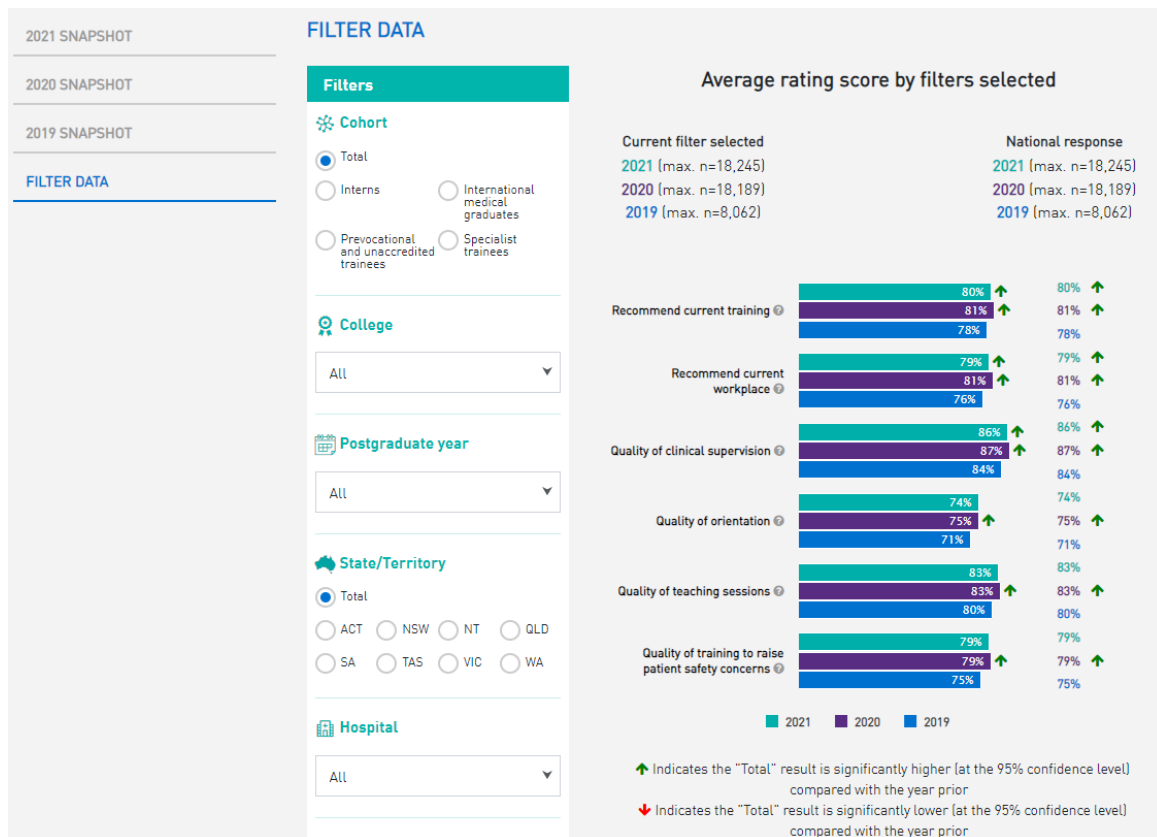 2021 SNAPSHOT
2020 SNAPSHOT
2019 SNAPSHOT
FILTER DATA
FILTER DATA
Filters
Cohort
Total
Interns
International
medical
graduates
Prevocational
and unaccredited
trainees
Specialist
trainees
College
All
Postgraduate year
All
State/Territory
Total
ACT NSW NT QLD
SA TAS VIC WA
Hospital
All
Average rating score by filters selected
Current filter selected
2021 (max. n=18,245)
2020 (max. n=18,189)
2019 (max. n=8,062)
National response
2021 (max. n=18,245)
2020 (max. n=18,189)
2019 (max. n=8,062)
Recommend current training ?
80% 80%
81% 81%
78% 78%
Recommend current
workplace ?
79% 79%
81% 81%
76% 76%
Quality of clinical supervision ?
86% 86%
87% 87%
84% 84%
Quality of orientation ?
74% 74%
75% 75%
71% 71%
Quality of teaching sessions ?
83% 83%
83% 83%
80% 80%
Quality of training to raise
patient safety concerns ?
79% 79%
79% 79%
75% 75%
2021 2020 2019
Indicates the "Total" result is significantly higher (at the 95% confidence level)
compared with the year prior
Indicates the "Total" result is significantly lower (at the 95% confidence level)
compared with the year prior